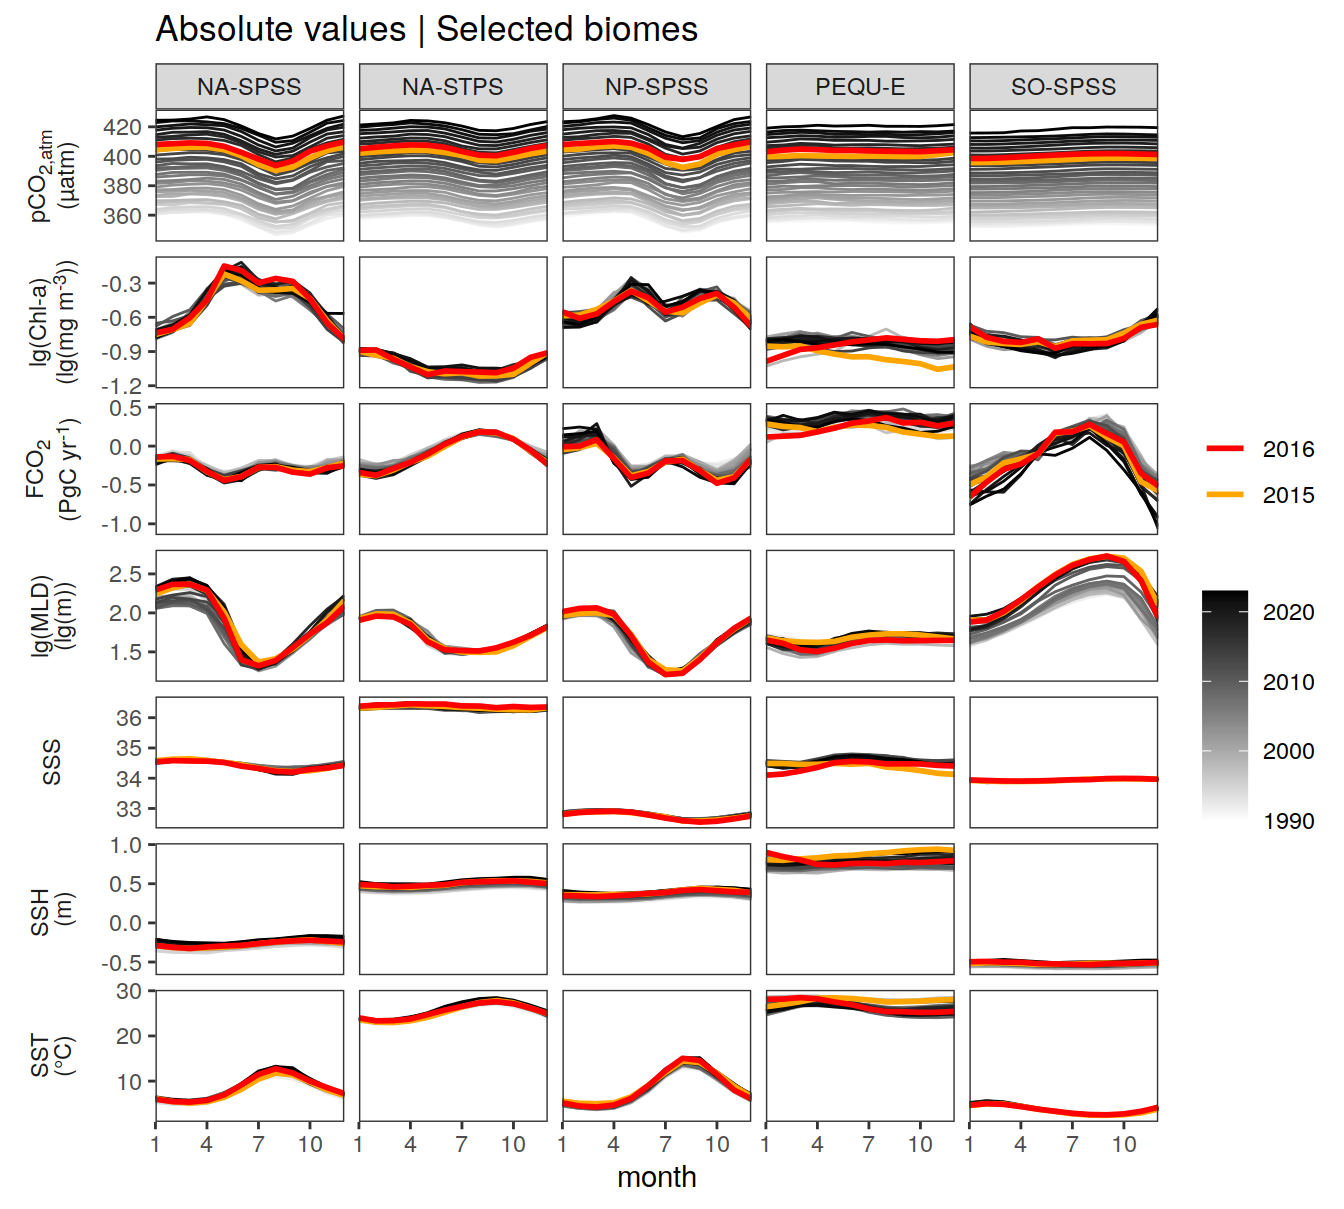 Absolute values | Selected biomes
NA-SPSS NA-STPS NP-SPSS PEQU-E SO-SPSS
pCO2,atm
(µatm)
420
400
380
360
lg(Chl-a)
(lg(mg m-3))
-0.3
-0.6
-0.9
-1.2
FCO2
(PgC yr-1)
0.5
0.0
-0.5
-1.0
lg(MLD)
(lg(m))
2.5
2.0
1.5
SSS
36
35
34
33
SSH
(m)
1.0
0.5
0.0
-0.5
SST
(°C)
30
20
10
1 4 7 10 1 4 7 10 1 4 7 10 1 4 7 10 1 4 7 10
month
2016
2015
2020
2010
2000
1990